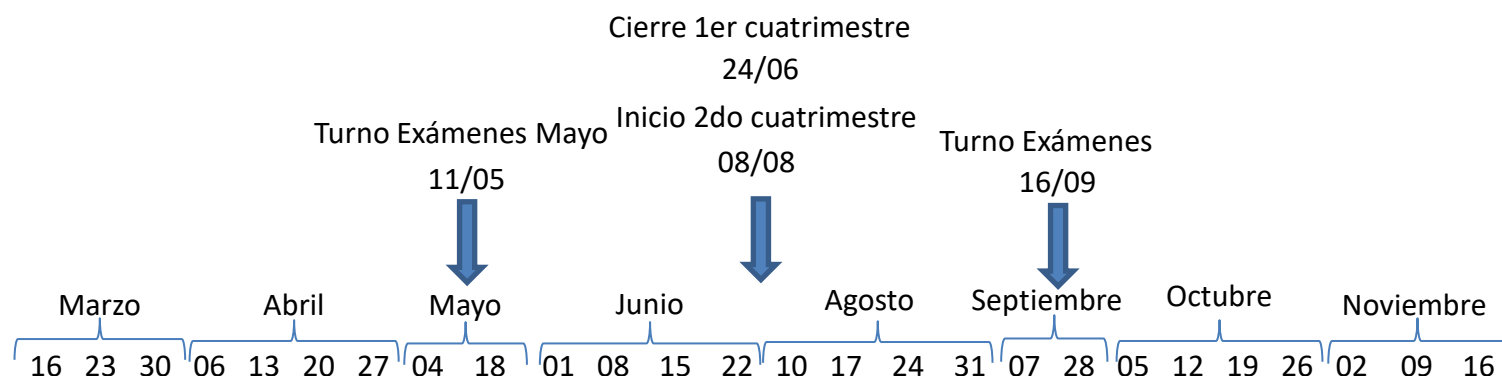 Cierre 1er cuatrimestre
24/06
Inicio 2do cuatrimestre
08/08
Turno Exámenes Mayo
11/05
Turno Exámenes
16/09
Marzo Abril Mayo Junio Agosto Septiembre Octubre Noviembre
16 23 30 06 13 20 27 04 18 01 08 15 22 10 17 24 31 07 28 05 12 19 26 02 09 16